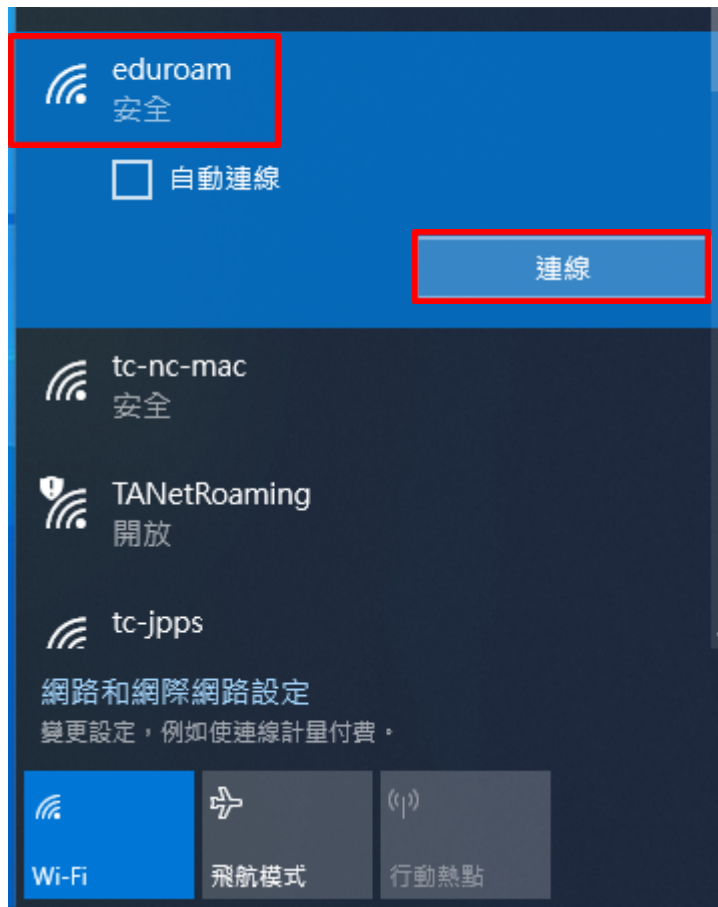 eduroam
安全
自動連線
連線
tc-nc-mac
安全
TANetRoaming
開放
tc-jpps
網路和網際網路設定
變更設定，例如使連線計量付費。
Wi-Fi
飛航模式
行動熱點